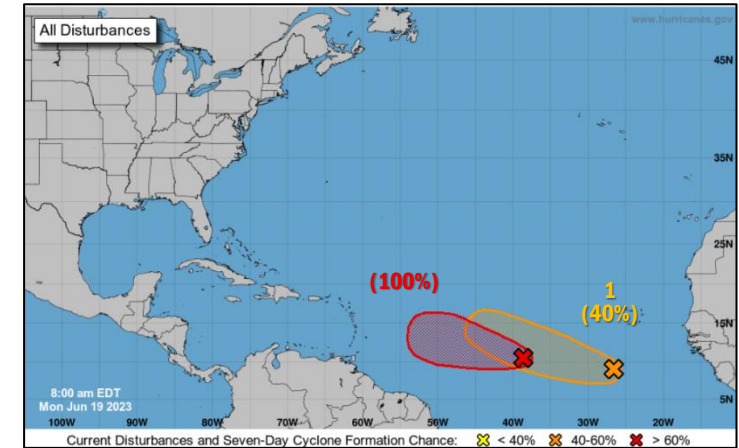 All Disturbances
www.hurricanes.gov
45N
35N
25N
(100%)
1
(40%)
15N
8:00 am EDT
Mon Jun 19 2023
5N
100W 90W 80W 70W 60W 50W 40W 30W 20W
Current Disturbances and Seven-Day Cyclone Formation Chance: < 40% 40-60% > 60%